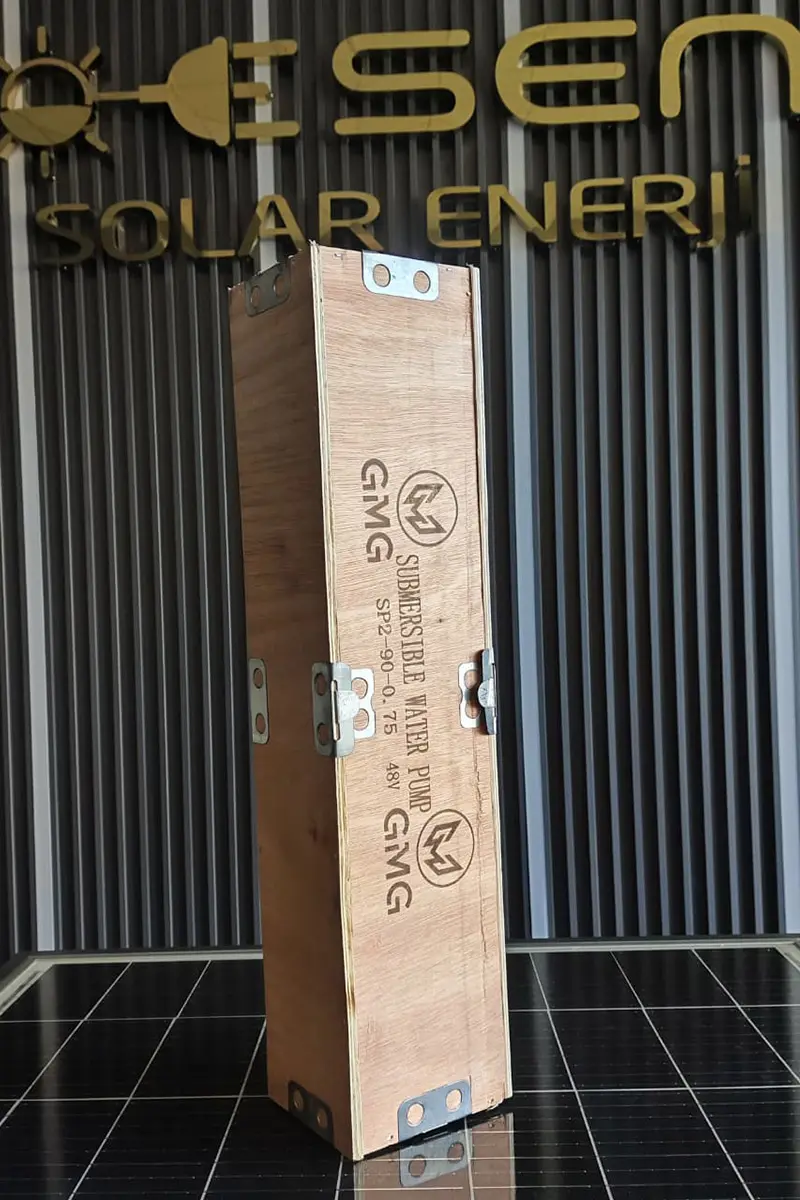 SEN
SOLAR ENERJİ
GMG
SUBMERSIBLE WATER PUMP
SP2-90-0.75 48V
GMG